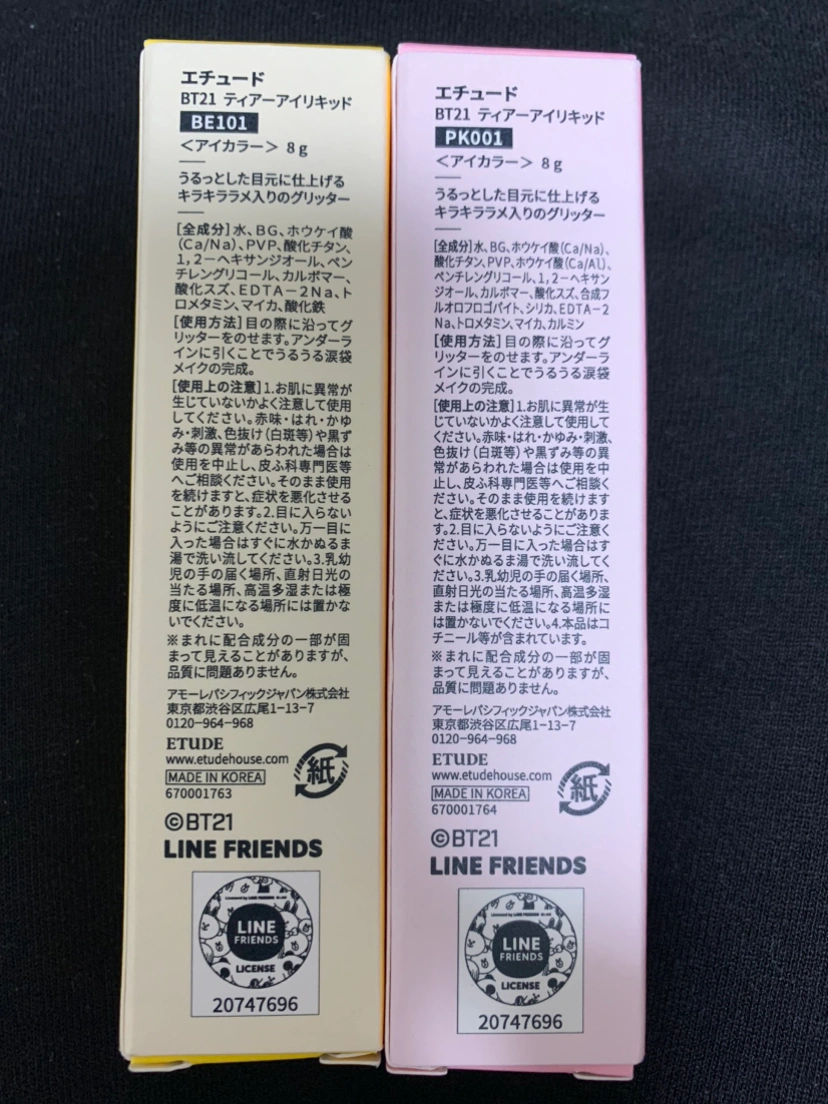 エチュード
BT21 ティアーアイリキッド
BE101
＜アイカラー＞ 8g
うるっとした目元に仕上げる
キラキララメ入りのグリッター
［全成分］水、BG、ホウケイ酸
（Ca/Na）、PVP、酸化チタン、
1，2－ヘキサンジオール、ペン
チレングリコール、カルボマー、
酸化スズ、EDTA－2Na、ト
ロメタミン、マイカ、酸化鉄
［使用方法］目の際に沿ってグ
リッターをのせます。アンダーラ
インに引くことでうるうる涙袋
メイクの完成。
［使用上の注意］1.お肌に異常が
生じていないかよく注意して使用
してください。赤味・はれ・かゆ
み・刺激、色抜け（白斑等）や黒ず
み等の異常があらわれた場合は
使用を中止し、皮ふ科専門医等
へご相談ください。そのまま使用
を続けますと、症状を悪化させる
ことがあります。2.目に入らない
ようにご注意ください。万一目に
入った場合はすぐに水かぬるま
湯で洗い流してください。3.乳幼
児の手の届く場所、直射日光の
当たる場所、高温多湿または極
度に低温になる場所には置かな
いでください。
※まれに配合成分の一部が固
まって見えることがありますが、
品質に問題ありません。
アモーレパシフィックジャパン株式会社
東京都渋谷区広尾1-13-7
0120-964-968
ETUDE
www.etudehouse.com
MADE IN KOREA
紙
670001763
©BT21
LINE FRIENDS
LINE
FRIENDS
LICENSE
20747696
エチュード
BT21 ティアーアイリキッド
PK001
＜アイカラー＞ 8g
うるっとした目元に仕上げる
キラキララメ入りのグリッター
［全成分］水、BG、ホウケイ酸（Ca/Na）、
酸化チタン、PVP、ホウケイ酸（Ca/Al）、
ペンチレングリコール、1，2－ヘキサン
ジオール、カルボマー、酸化スズ、合成フ
ルオロフロゴパイト、シリカ、EDTA－2
Na、トロメタミン、マイカ、カルミン
［使用方法］目の際に沿ってグ
リッターをのせます。アンダーラ
インに引くことでうるうる涙袋
メイクの完成。
［使用上の注意］1.お肌に異常が生
じていないかよく注意して使用して
ください。赤味・はれ・かゆみ・刺激、
色抜け（白斑等）や黒ずみ等の異
常があらわれた場合は使用を中
止し、皮ふ科専門医等へご相談く
ださい。そのまま使用を続けます
と、症状を悪化させることがありま
す。2.目に入らないようにご注意く
ださい。万一目に入った場合はす
ぐに水かぬるま湯で洗い流してく
ださい。3.乳幼児の手の届く場所、
直射日光の当たる場所、高温多湿
または極度に低温になる場所に
は置かないでください。4.本品はコ
チニール等が含まれています。
※まれに配合成分の一部が固
まって見えることがありますが、
品質に問題ありません。
アモーレパシフィックジャパン株式会社
東京都渋谷区広尾1-13-7
0120-964-968
ETUDE
www.etudehouse.com
MADE IN KOREA
紙
670001764
©BT21
LINE FRIENDS
LINE
FRIENDS
LICENSE
20747696